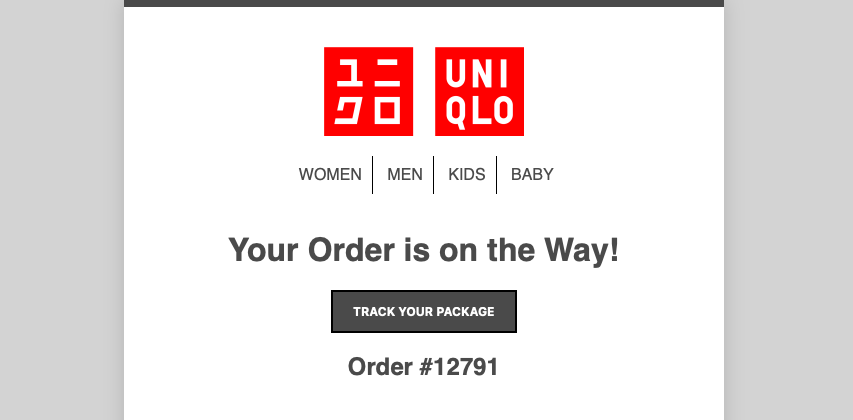 ユニ UNI
クロ QLO
WOMEN MEN KIDS BABY
Your Order is on the Way!
TRACK YOUR PACKAGE
Order #12791